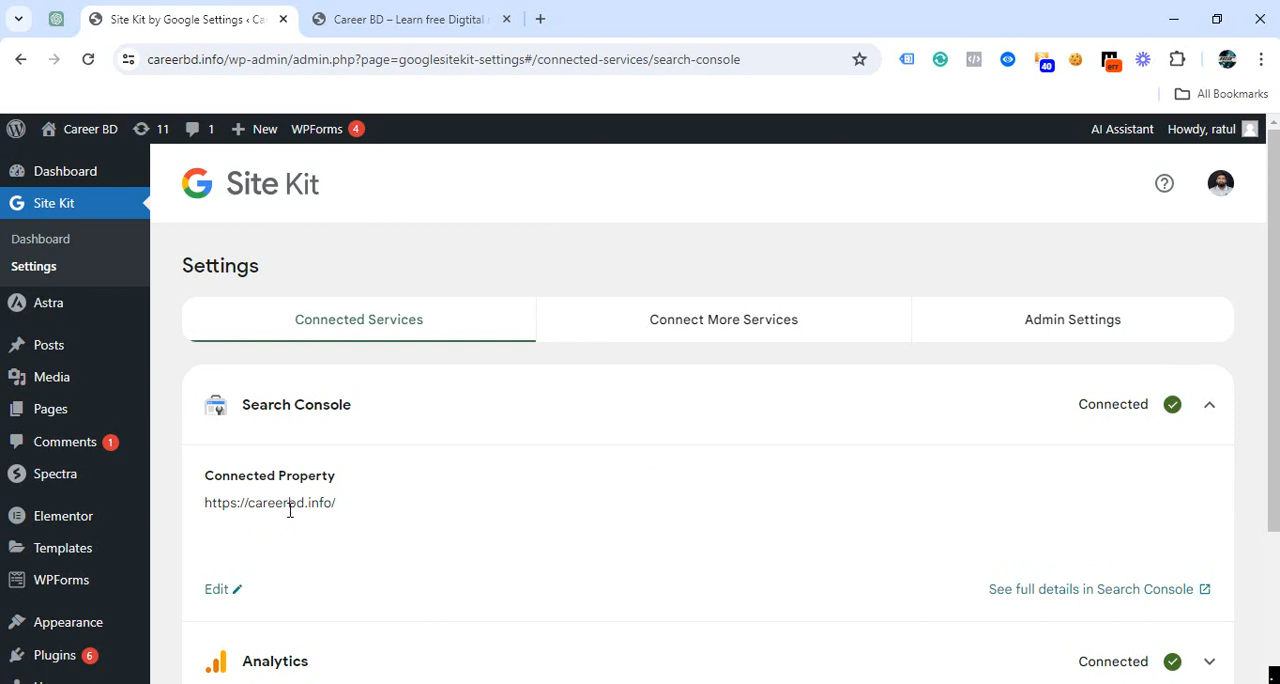 Site Kit by Google Settings ‹ Ca
Career BD – Learn free Digital
careerbd.info/wp-admin/admin.php?page=googlesitekit-settings#/connected-services/search-console
40
err
All Bookmarks
Career BD
11
1
New
WPForms 4
AI Assistant
Howdy, ratul
Dashboard
Site Kit
Dashboard
Settings
Astra
Posts
Media
Pages
Comments 1
Spectra
Elementor
Templates
WPForms
Appearance
Plugins 6
Site Kit
Settings
Connected Services
Connect More Services
Admin Settings
Search Console
Connected
Connected Property
https://careerbd.info/
Edit
See full details in Search Console
Analytics
Connected